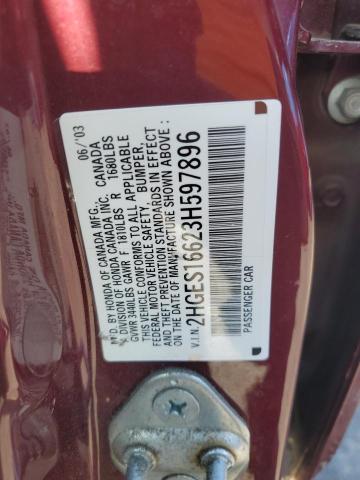 MFD. BY HONDA OF CANADA MFG. 06/03
A DIVISION OF HONDA CANADA INC. CANADA
GVWR 3440LBS GAWR F 1810LBS R 1680LBS
THIS VEHICLE CONFORMS TO ALL APPLICABLE
FEDERAL MOTOR VEHICLE SAFETY, BUMPER,
AND THEFT PREVENTION STANDARDS IN EFFECT
ON THE DATE OF MANUFACTURE SHOWN ABOVE.
V.I.N. 2HGES16623H597896
PASSENGER CAR